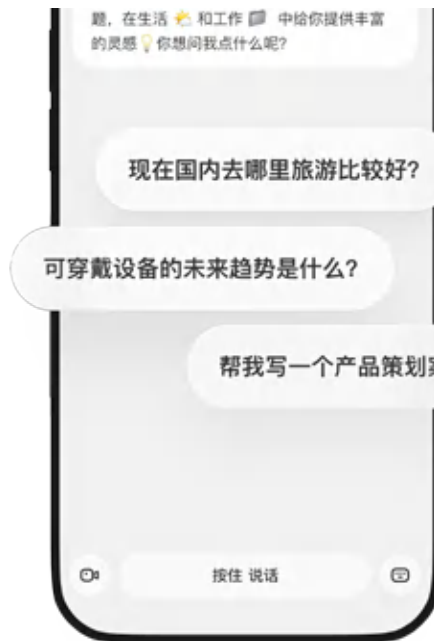 题，在生活 ⛅ 和工作 📁 中给你提供丰富
的灵感💡你想问我点什么呢？
现在国内去哪里旅游比较好？
可穿戴设备的未来趋势是什么？
帮我写一个产品策划
按住 说话